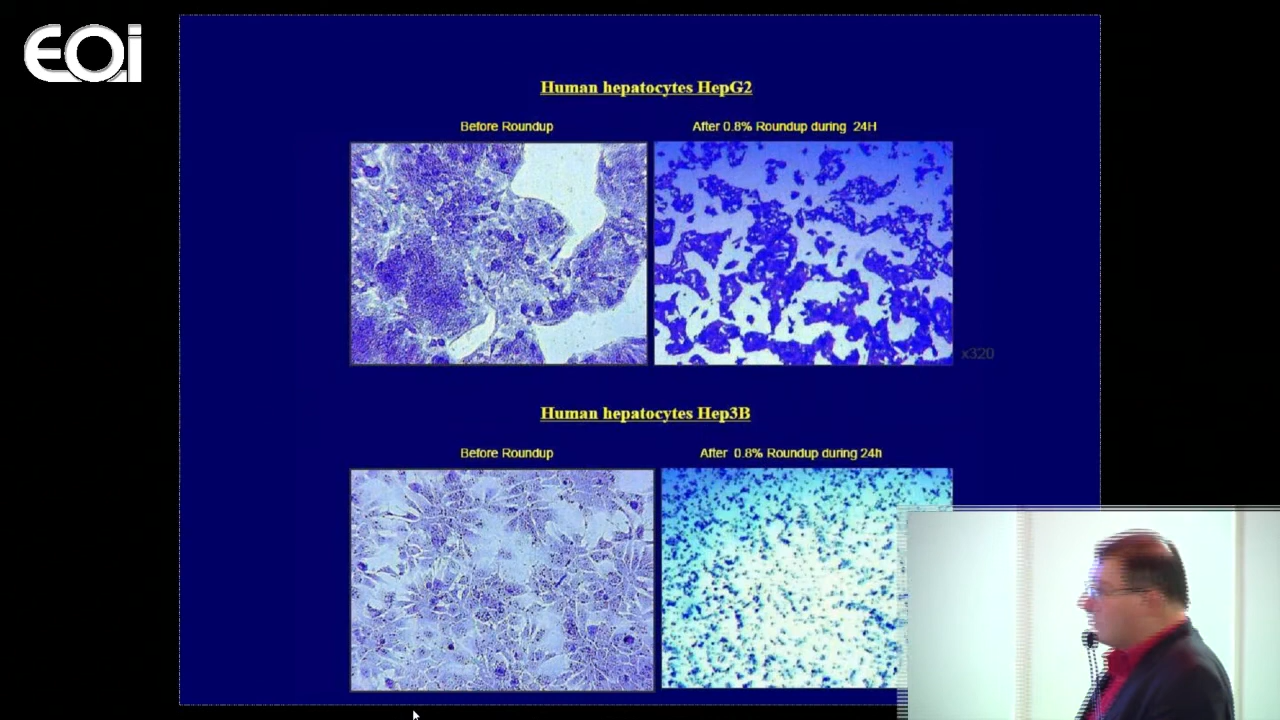 EOi
Human hepatocytes HepG2
Before Roundup
After 0.8% Roundup during 24H
x320
Human hepatocytes Hep3B
Before Roundup
After 0.8% Roundup during 24h